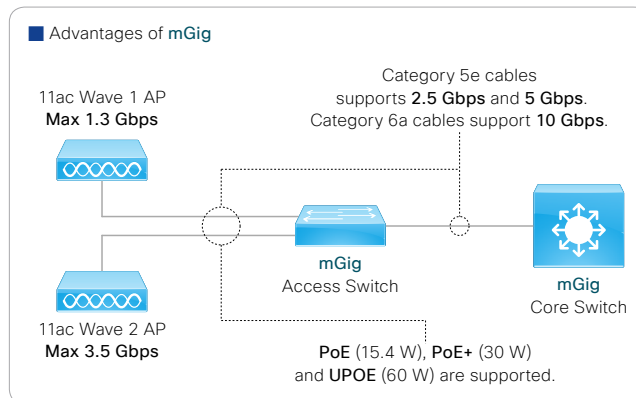 Advantages of mGig
Category 5e cables
supports 2.5 Gbps and 5 Gbps.
Category 6a cables support 10 Gbps.
11ac Wave 1 AP
Max 1.3 Gbps
mGig
Access Switch
mGig
Core Switch
11ac Wave 2 AP
Max 3.5 Gbps
PoE (15.4 W), PoE+ (30 W)
and UPOE (60 W) are supported.